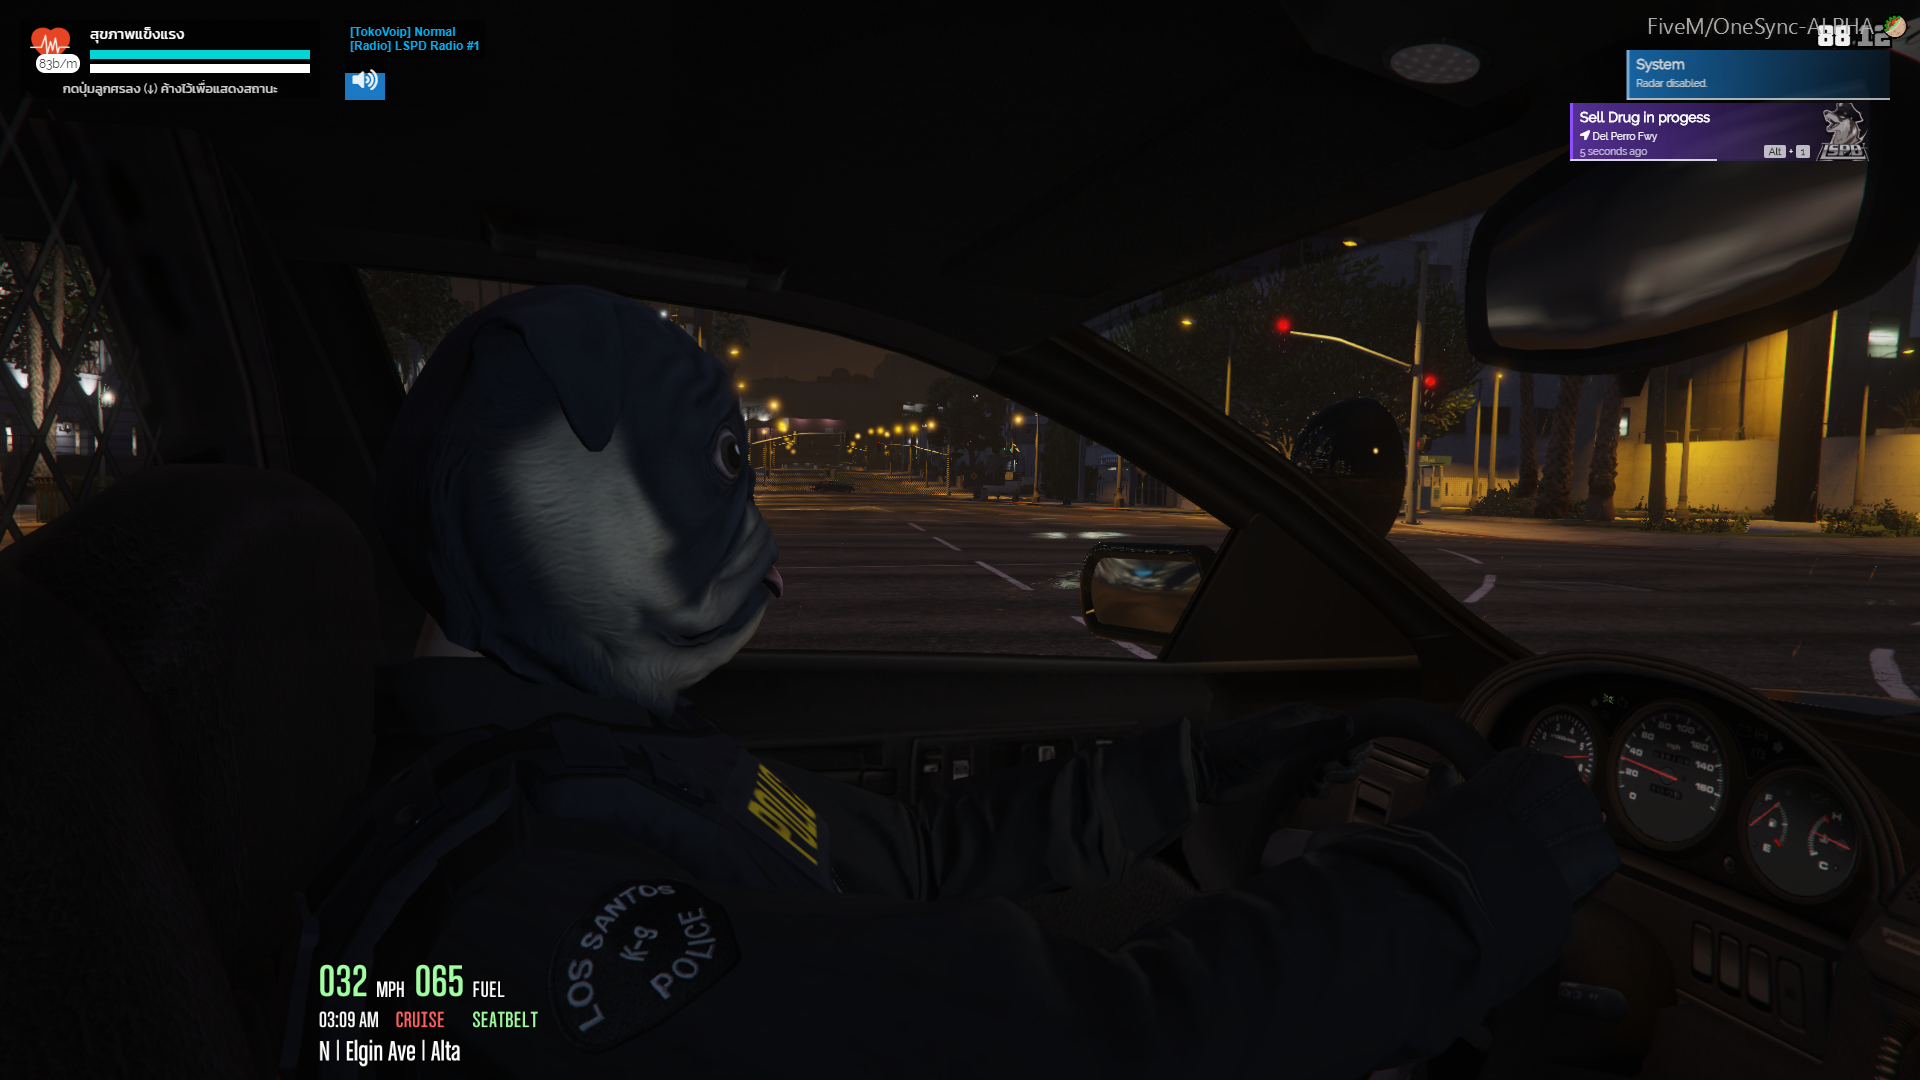 สุขภาพแข็งแรง
83b/m
กดปุ่มลูกศรลง (↓) ค้างไว้เพื่อแสดงสถานะ
[TokoVoip] Normal
[Radio] LSPD Radio #1
FiveM/OneSync-ALPHA
88 12
System
Radar disabled.
Sell Drug in progess
Del Perro Fwy
5 seconds ago
Alt + 1
LSPD
POLICE
LOS SANTOS
K-9
POLICE
032 MPH 065 FUEL
03:09 AM CRUISE SEATBELT
N | Elgin Ave | Alta